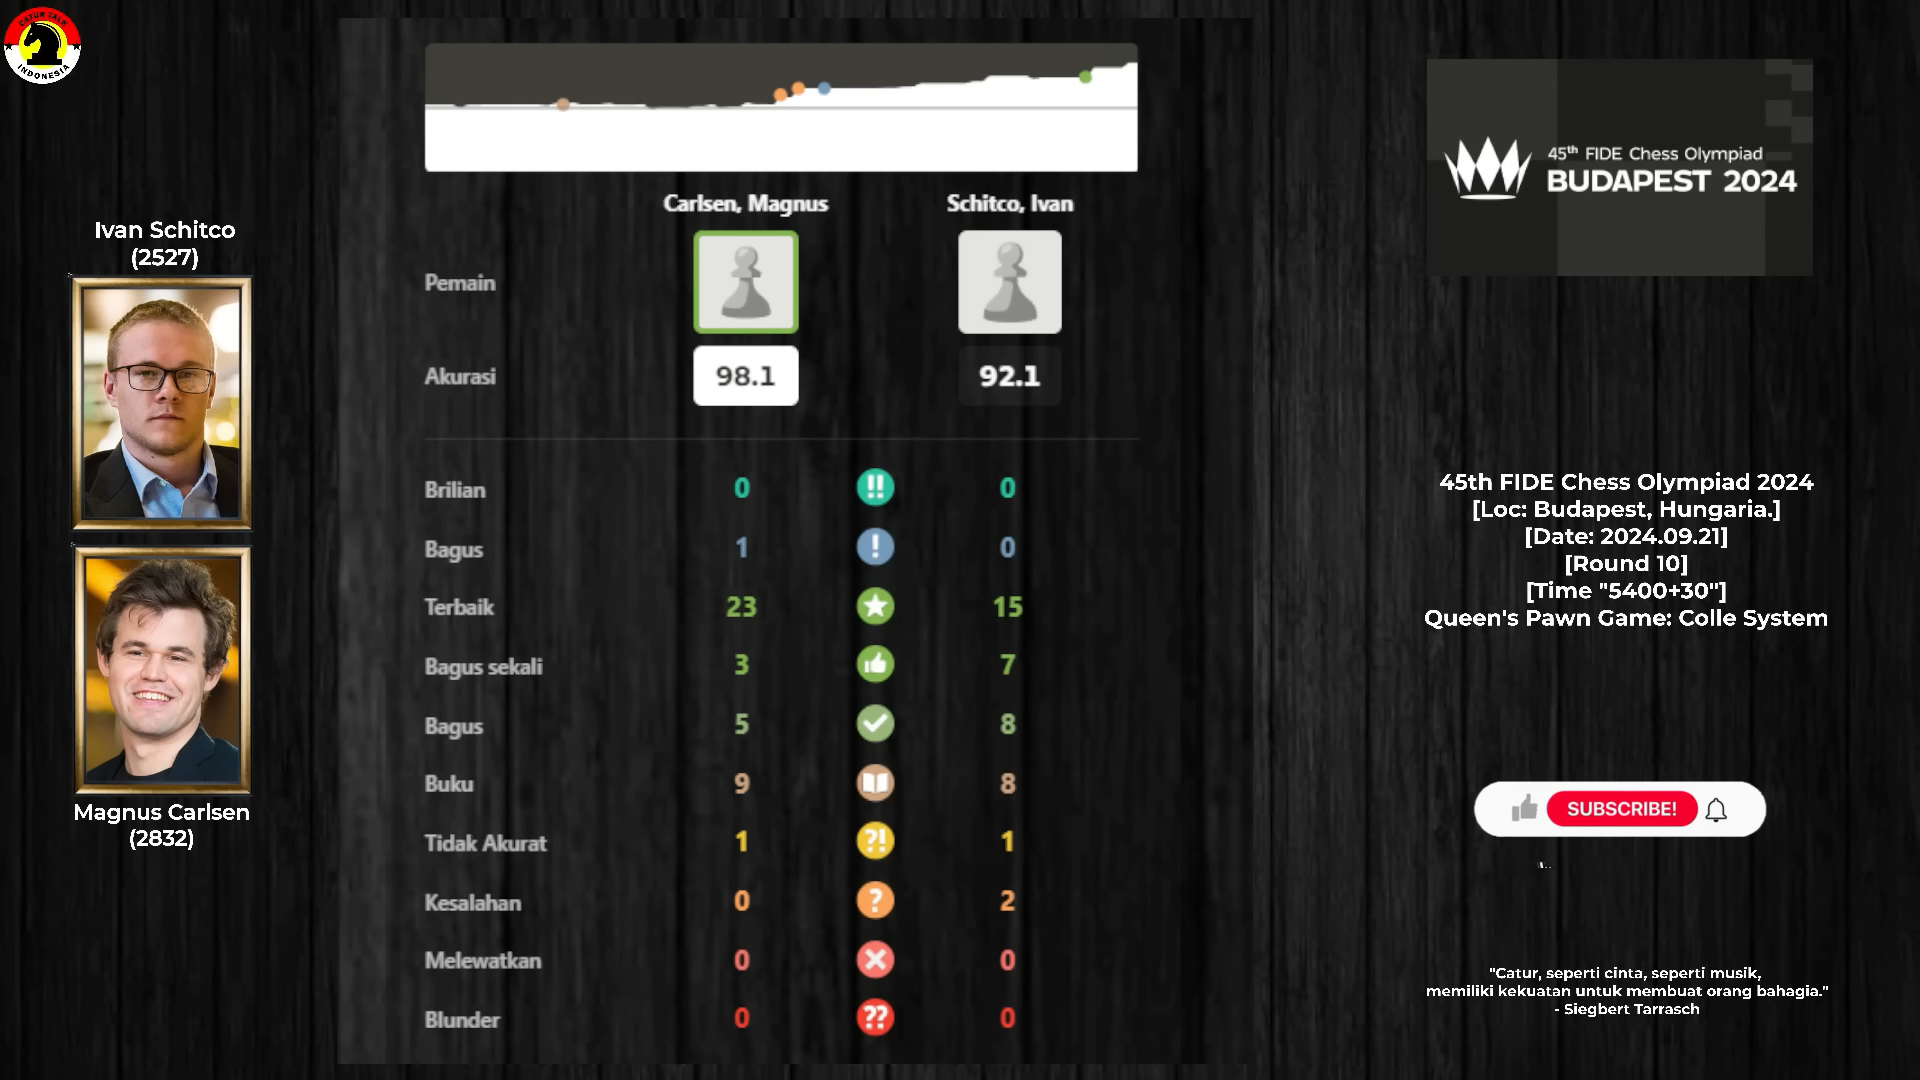 CATUR TALK
INDONESIA
Ivan Schitco
(2527)
Magnus Carlsen
(2832)
Carlsen, Magnus Schitco, Ivan
Pemain
Akurasi 98.1 92.1
Brilian 0 !! 0
Bagus 1 ! 0
Terbaik 23 15
Bagus sekali 3 7
Bagus 5 8
Buku 9 8
Tidak Akurat 1 ?! 1
Kesalahan 0 ? 2
Melewatkan 0 0
Blunder 0 ?? 0
45th FIDE Chess Olympiad
BUDAPEST 2024
45th FIDE Chess Olympiad 2024
[Loc: Budapest, Hungaria.]
[Date: 2024.09.21]
[Round 10]
[Time "5400+30"]
Queen's Pawn Game: Colle System
SUBSCRIBE!
"Catur, seperti cinta, seperti musik,
memiliki kekuatan untuk membuat orang bahagia."
- Siegbert Tarrasch